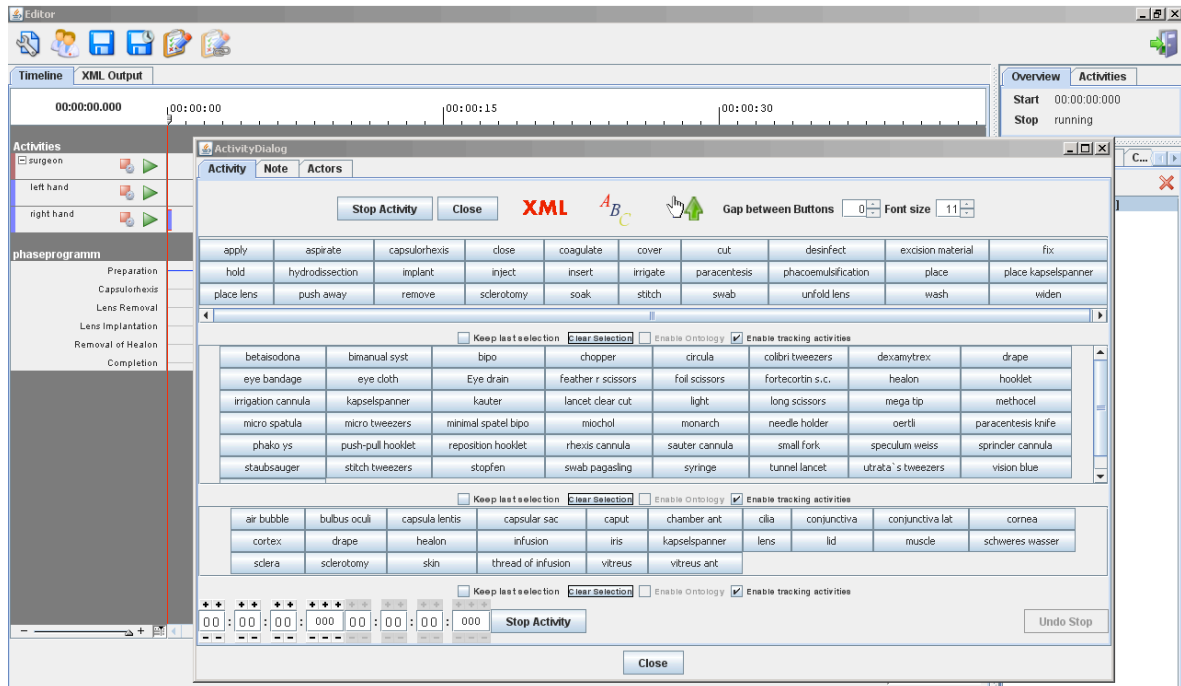 Editor
Timeline XML Output
Overview Activities
00:00:00.000 00:00:00 00:00:15 00:00:30
Start 00:00:00:000
Stop running
Activities
surgeon
left hand
right hand
phaseprogramm
Preparation
Capsulorhexis
Lens Removal
Lens Implantation
Removal of Healon
Completion
C...
ActivityDialog
Activity Note Actors
Stop Activity Close XML ABC Gap between Buttons 0 Font size 11
apply aspirate capsulorhexis close coagulate cover cut desinfect excision material fix
hold hydrodissection implant inject insert irrigate paracentesis phacoemulsification place place kapselspanner
place lens push away remove sclerotomy soak stitch swab unfold lens wash widen
Keep last selection Clear Selection Enable Ontology Enable tracking activities
betaisodona bimanual syst bipo chopper circula colibri tweezers dexamytrex drape
eye bandage eye cloth Eye drain feather r scissors foil scissors fortecortin s.c. healon hooklet
irrigation cannula kapselspanner kauter lancet clear cut light long scissors mega tip methocel
micro spatula micro tweezers minimal spatel bipo miochol monarch needle holder oertli paracentesis knife
phako ys push-pull hooklet reposition hooklet rhexis cannula sauter cannula small fork speculum weiss sprincler cannula
staubsauger stitch tweezers stopfen swab pagasling syringe tunnel lancet utrata`s tweezers vision blue
Keep last selection Clear Selection Enable Ontology Enable tracking activities
air bubble bulbus oculi capsula lentis capsular sac caput chamber ant cilia conjunctiva conjunctiva lat cornea
cortex drape healon infusion iris kapselspanner lens lid muscle schweres wasser
sclera sclerotomy skin thread of infusion vitreus vitreus ant
Keep last selection Clear Selection Enable Ontology Enable tracking activities
00 : 00 : 00 : 000 00 : 00 : 00 : 000 Stop Activity Undo Stop
Close